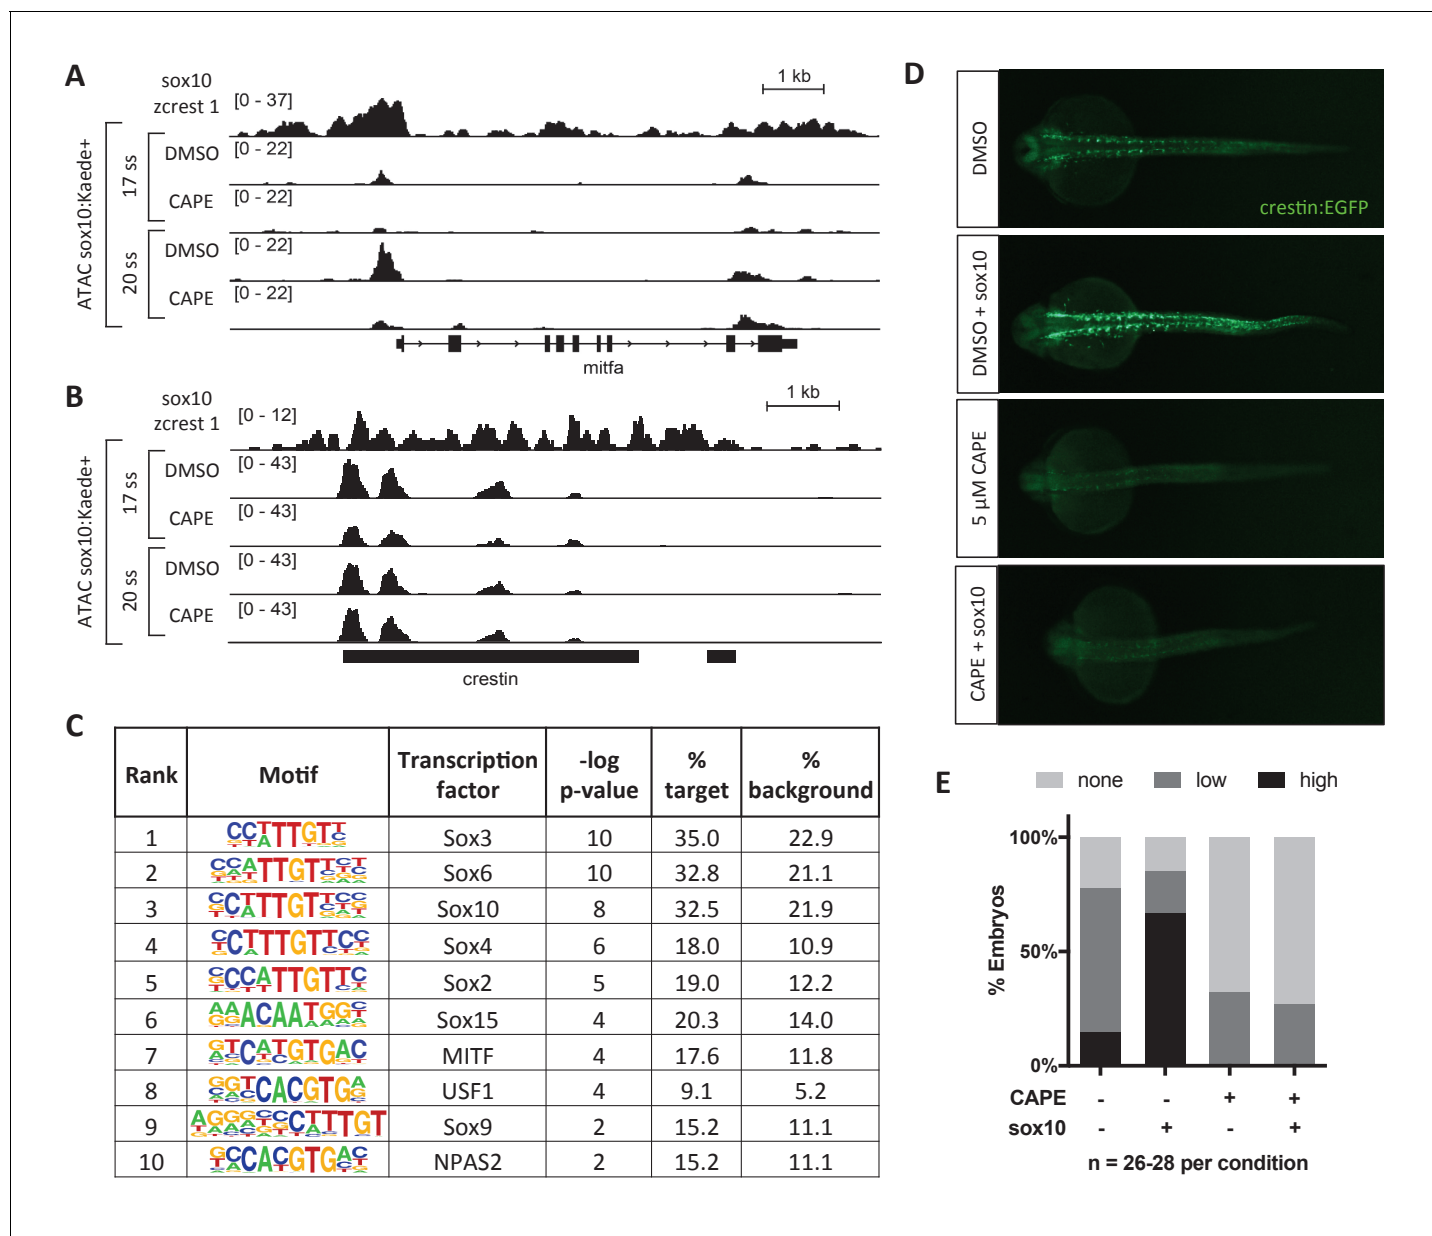 A
sox10
zcrest 1
[0 - 37]
1 kb
ATAC sox10:Kaede+
17 ss
DMSO
[0 - 22]
CAPE
[0 - 22]
20 ss
DMSO
[0 - 22]
CAPE
[0 - 22]
mitfa
B
sox10
zcrest 1
[0 - 12]
1 kb
ATAC sox10:Kaede+
17 ss
DMSO
[0 - 43]
CAPE
[0 - 43]
20 ss
DMSO
[0 - 43]
CAPE
[0 - 43]
crestin
C
Rank Motif Transcription factor -log p-value % target % background
1 Sox3 10 35.0 22.9
2 Sox6 10 32.8 21.1
3 Sox10 8 32.5 21.9
4 Sox4 6 18.0 10.9
5 Sox2 5 19.0 12.2
6 Sox15 4 20.3 14.0
7 MITF 4 17.6 11.8
8 USF1 4 9.1 5.2
9 Sox9 2 15.2 11.1
10 NPAS2 2 15.2 11.1
D
DMSO
crestin:EGFP
DMSO + sox10
5 µM CAPE
CAPE + sox10
E
none low high
% Embryos
100%
50%
0%
CAPE - - + +
sox10 - + - +
n = 26-28 per condition